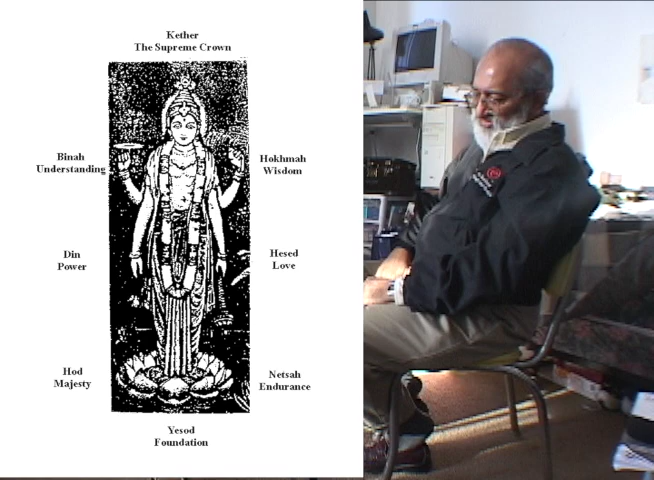 Kether
The Supreme Crown
Binah
Understanding
Hokhmah
Wisdom
Din
Power
Hesed
Love
Hod
Majesty
Netsah
Endurance
Yesod
Foundation